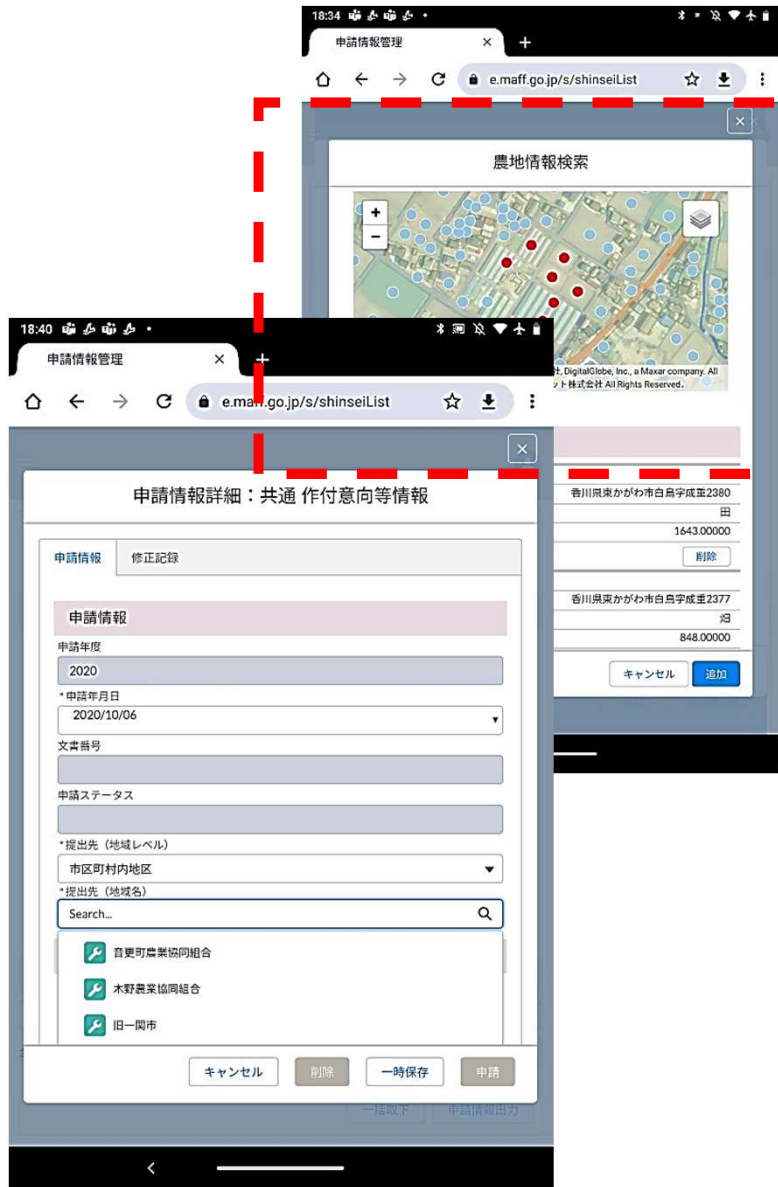 18:34
申請情報管理 × +
e.maff.go.jp/s/shinseiList
×
農地情報検索
+
−
社, DigitalGlobe, Inc., a Maxar company. All
ット株式会社 All Rights Reserved.
香川県東かがわ市白鳥字成重2380
田
1643.00000
削除
香川県東かがわ市白鳥字成重2377
畑
848.00000
キャンセル 追加
18:40
申請情報管理 × +
e.maff.go.jp/s/shinseiList
×
申請情報詳細：共通 作付意向等情報
申請情報 修正記録
申請情報
申請年度
2020
*申請年月日
2020/10/06
文書番号
申請ステータス
*提出先（地域レベル）
市区町村内地区
*提出先（地域名）
Search...
音更町農業協同組合
木野農業協同組合
旧一関市
キャンセル 削除 一時保存 申請
一括取下 申請情報出力